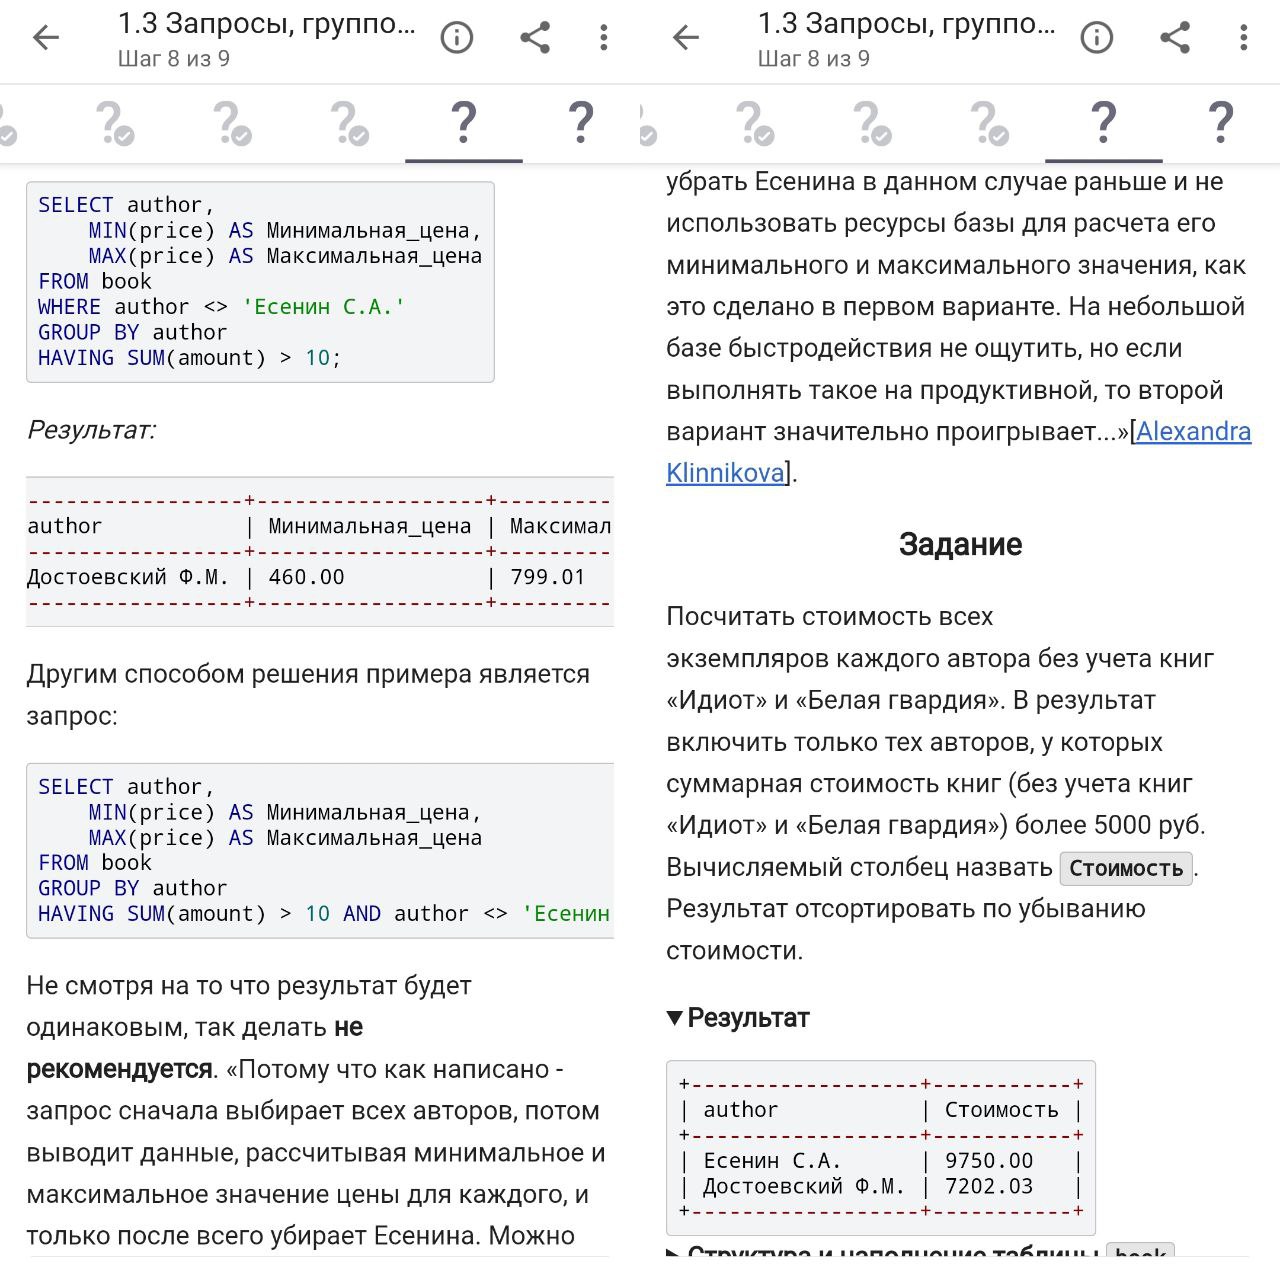 1.3 Запросы, группо...
Шаг 8 из 9
SELECT author,
MIN(price) AS Минимальная_цена,
MAX(price) AS Максимальная_цена
FROM book
WHERE author <> 'Есенин С.А.'
GROUP BY author
HAVING SUM(amount) > 10;
Результат:
-----------------+------------------+---------
author | Минимальная_цена | Максимал
-----------------+------------------+---------
Достоевский Ф.М. | 460.00 | 799.01
-----------------+------------------+---------
Другим способом решения примера является
запрос:
SELECT author,
MIN(price) AS Минимальная_цена,
MAX(price) AS Максимальная_цена
FROM book
GROUP BY author
HAVING SUM(amount) > 10 AND author <> 'Есенин
Не смотря на то что результат будет
одинаковым, так делать не
рекомендуется. «Потому что как написано -
запрос сначала выбирает всех авторов, потом
выводит данные, рассчитывая минимальное и
максимальное значение цены для каждого, и
только после всего убирает Есенина. Можно
1.3 Запросы, группо...
Шаг 8 из 9
убрать Есенина в данном случае раньше и не
использовать ресурсы базы для расчета его
минимального и максимального значения, как
это сделано в первом варианте. На небольшой
базе быстродействия не ощутить, но если
выполнять такое на продуктивной, то второй
вариант значительно проигрывает...»[Alexandra
Klinnikova].
Задание
Посчитать стоимость всех
экземпляров каждого автора без учета книг
«Идиот» и «Белая гвардия». В результат
включить только тех авторов, у которых
суммарная стоимость книг (без учета книг
«Идиот» и «Белая гвардия») более 5000 руб.
Вычисляемый столбец назвать Стоимость.
Результат отсортировать по убыванию
стоимости.
▼Результат
+------------------+-----------+
| author | Стоимость |
+------------------+-----------+
| Есенин С.А. | 9750.00 |
| Достоевский Ф.М. | 7202.03 |
+------------------+-----------+
Структура и наполнение таблицы book